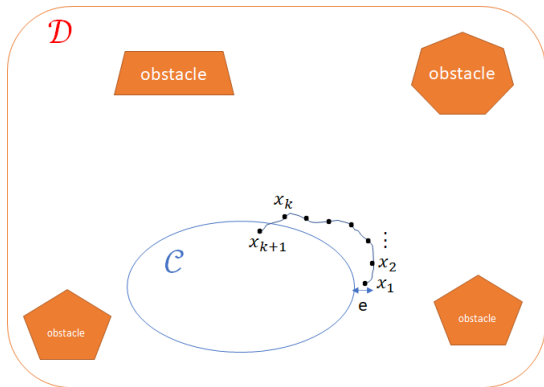 𝒟
obstacle
obstacle
x_k
x_{k+1}
⋮
𝒞
x_2
x_1
e
obstacle
obstacle